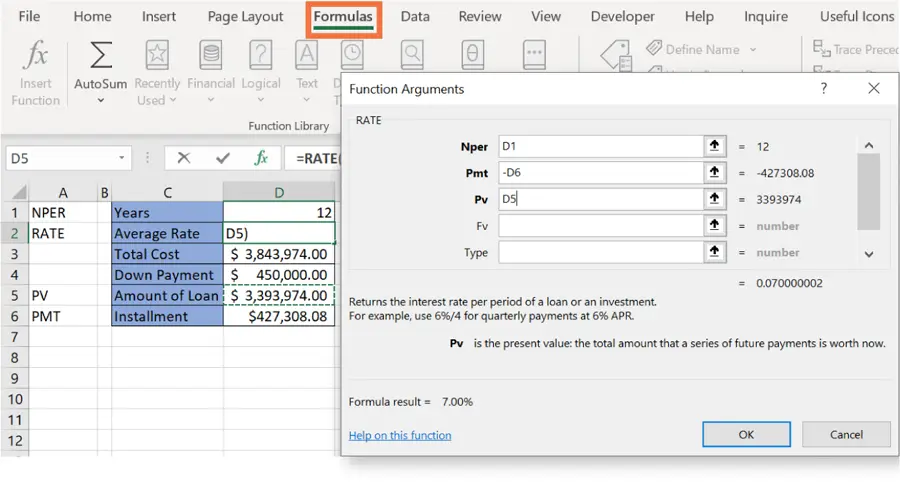 File Home Insert Page Layout Formulas Data Review View Developer Help Inquire Useful Icons
fx
Insert Function
AutoSum
Recently Used
Financial
Logical
Text
Define Name
Trace
Function Library
D5
fx
=RATE(
A B C D
1 NPER Years 12
2 RATE Average Rate D5)
3 Total Cost $ 3,843,974.00
4 Down Payment $ 450,000.00
5 PV Amount of Loan $ 3,393,974.00
6 PMT Installment $427,308.08
7
8
9
10
11
12
Function Arguments ? ×
RATE
Nper D1 = 12
Pmt -D6 = -427308.08
Pv D5 = 3393974
Fv = number
Type = number
= 0.070000002
Returns the interest rate per period of a loan or an investment.
For example, use 6%/4 for quarterly payments at 6% APR.
Pv is the present value: the total amount that a series of future payments is worth now.
Formula result = 7.00%
Help on this function
OK Cancel